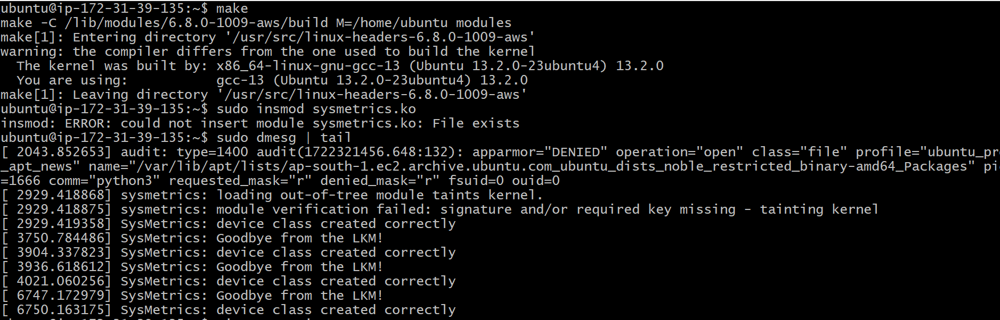 ubuntu@ip-172-31-39-135:~$ make
make -C /lib/modules/6.8.0-1009-aws/build M=/home/ubuntu modules
make[1]: Entering directory '/usr/src/linux-headers-6.8.0-1009-aws'
warning: the compiler differs from the one used to build the kernel
  The kernel was built by: x86_64-linux-gnu-gcc-13 (Ubuntu 13.2.0-23ubuntu4) 13.2.0
  You are using:           gcc-13 (Ubuntu 13.2.0-23ubuntu4) 13.2.0
make[1]: Leaving directory '/usr/src/linux-headers-6.8.0-1009-aws'
ubuntu@ip-172-31-39-135:~$ sudo insmod sysmetrics.ko
insmod: ERROR: could not insert module sysmetrics.ko: File exists
ubuntu@ip-172-31-39-135:~$ sudo dmesg | tail
[ 2043.852653] audit: type=1400 audit(1722321456.648:132): apparmor="DENIED" operation="open" class="file" profile="ubuntu_pr
_apt_news" name="/var/lib/apt/lists/ap-south-1.ec2.archive.ubuntu.com_ubuntu_dists_noble_restricted_binary-amd64_Packages" pi
=1666 comm="python3" requested_mask="r" denied_mask="r" fsuid=0 ouid=0
[ 2929.418868] sysmetrics: loading out-of-tree module taints kernel.
[ 2929.418875] sysmetrics: module verification failed: signature and/or required key missing - tainting kernel
[ 2929.419358] SysMetrics: device class created correctly
[ 3750.784486] SysMetrics: Goodbye from the LKM!
[ 3904.337823] SysMetrics: device class created correctly
[ 3936.618612] SysMetrics: Goodbye from the LKM!
[ 4021.060256] SysMetrics: device class created correctly
[ 6747.172979] SysMetrics: Goodbye from the LKM!
[ 6750.163175] SysMetrics: device class created correctly